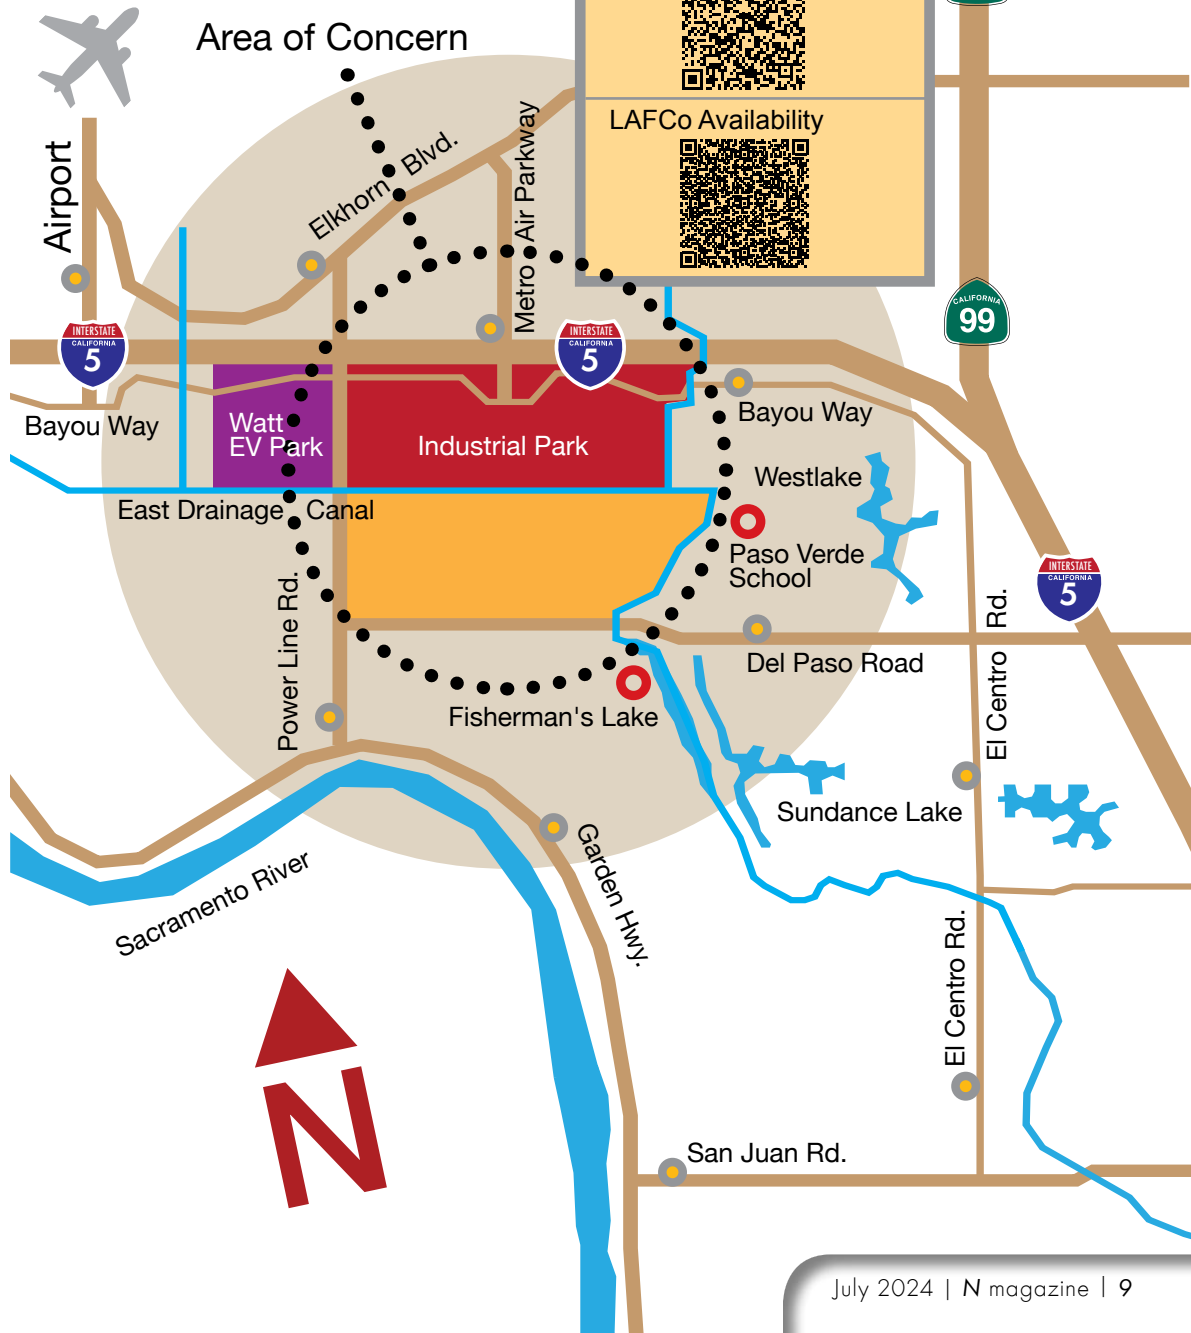 Area of Concern
LAFCo Availability
Airport
Elkhorn Blvd.
Metro Air Parkway
CALIFORNIA
99
INTERSTATE
CALIFORNIA
5
INTERSTATE
CALIFORNIA
5
Bayou Way
Bayou Way
Watt
EV Park
Industrial Park
Westlake
East Drainage Canal
Paso Verde
School
INTERSTATE
CALIFORNIA
5
Power Line Rd.
El Centro Rd.
Del Paso Road
Fisherman's Lake
Sundance Lake
Garden Hwy.
Sacramento River
El Centro Rd.
N
San Juan Rd.
July 2024 | N magazine | 9